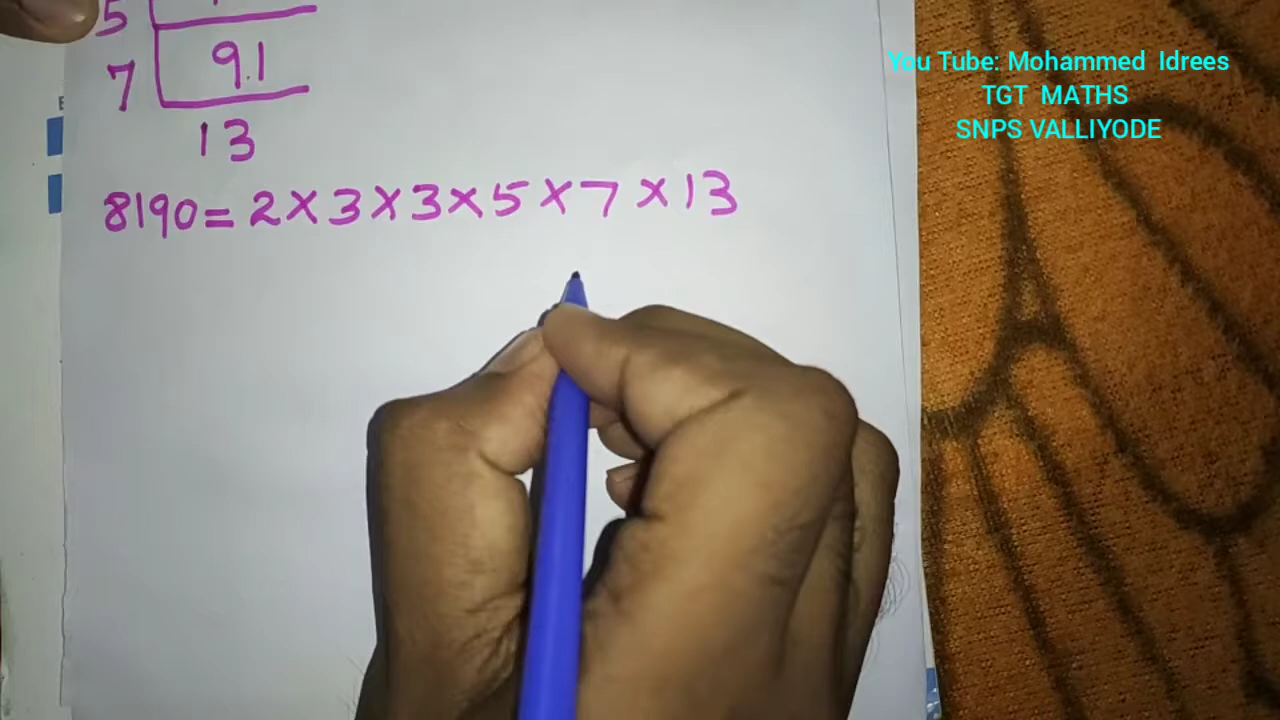 5
7 91
13
8190=2×3×3×5×7×13
You Tube: Mohammed Idrees
TGT MATHS
SNPS VALLIYODE